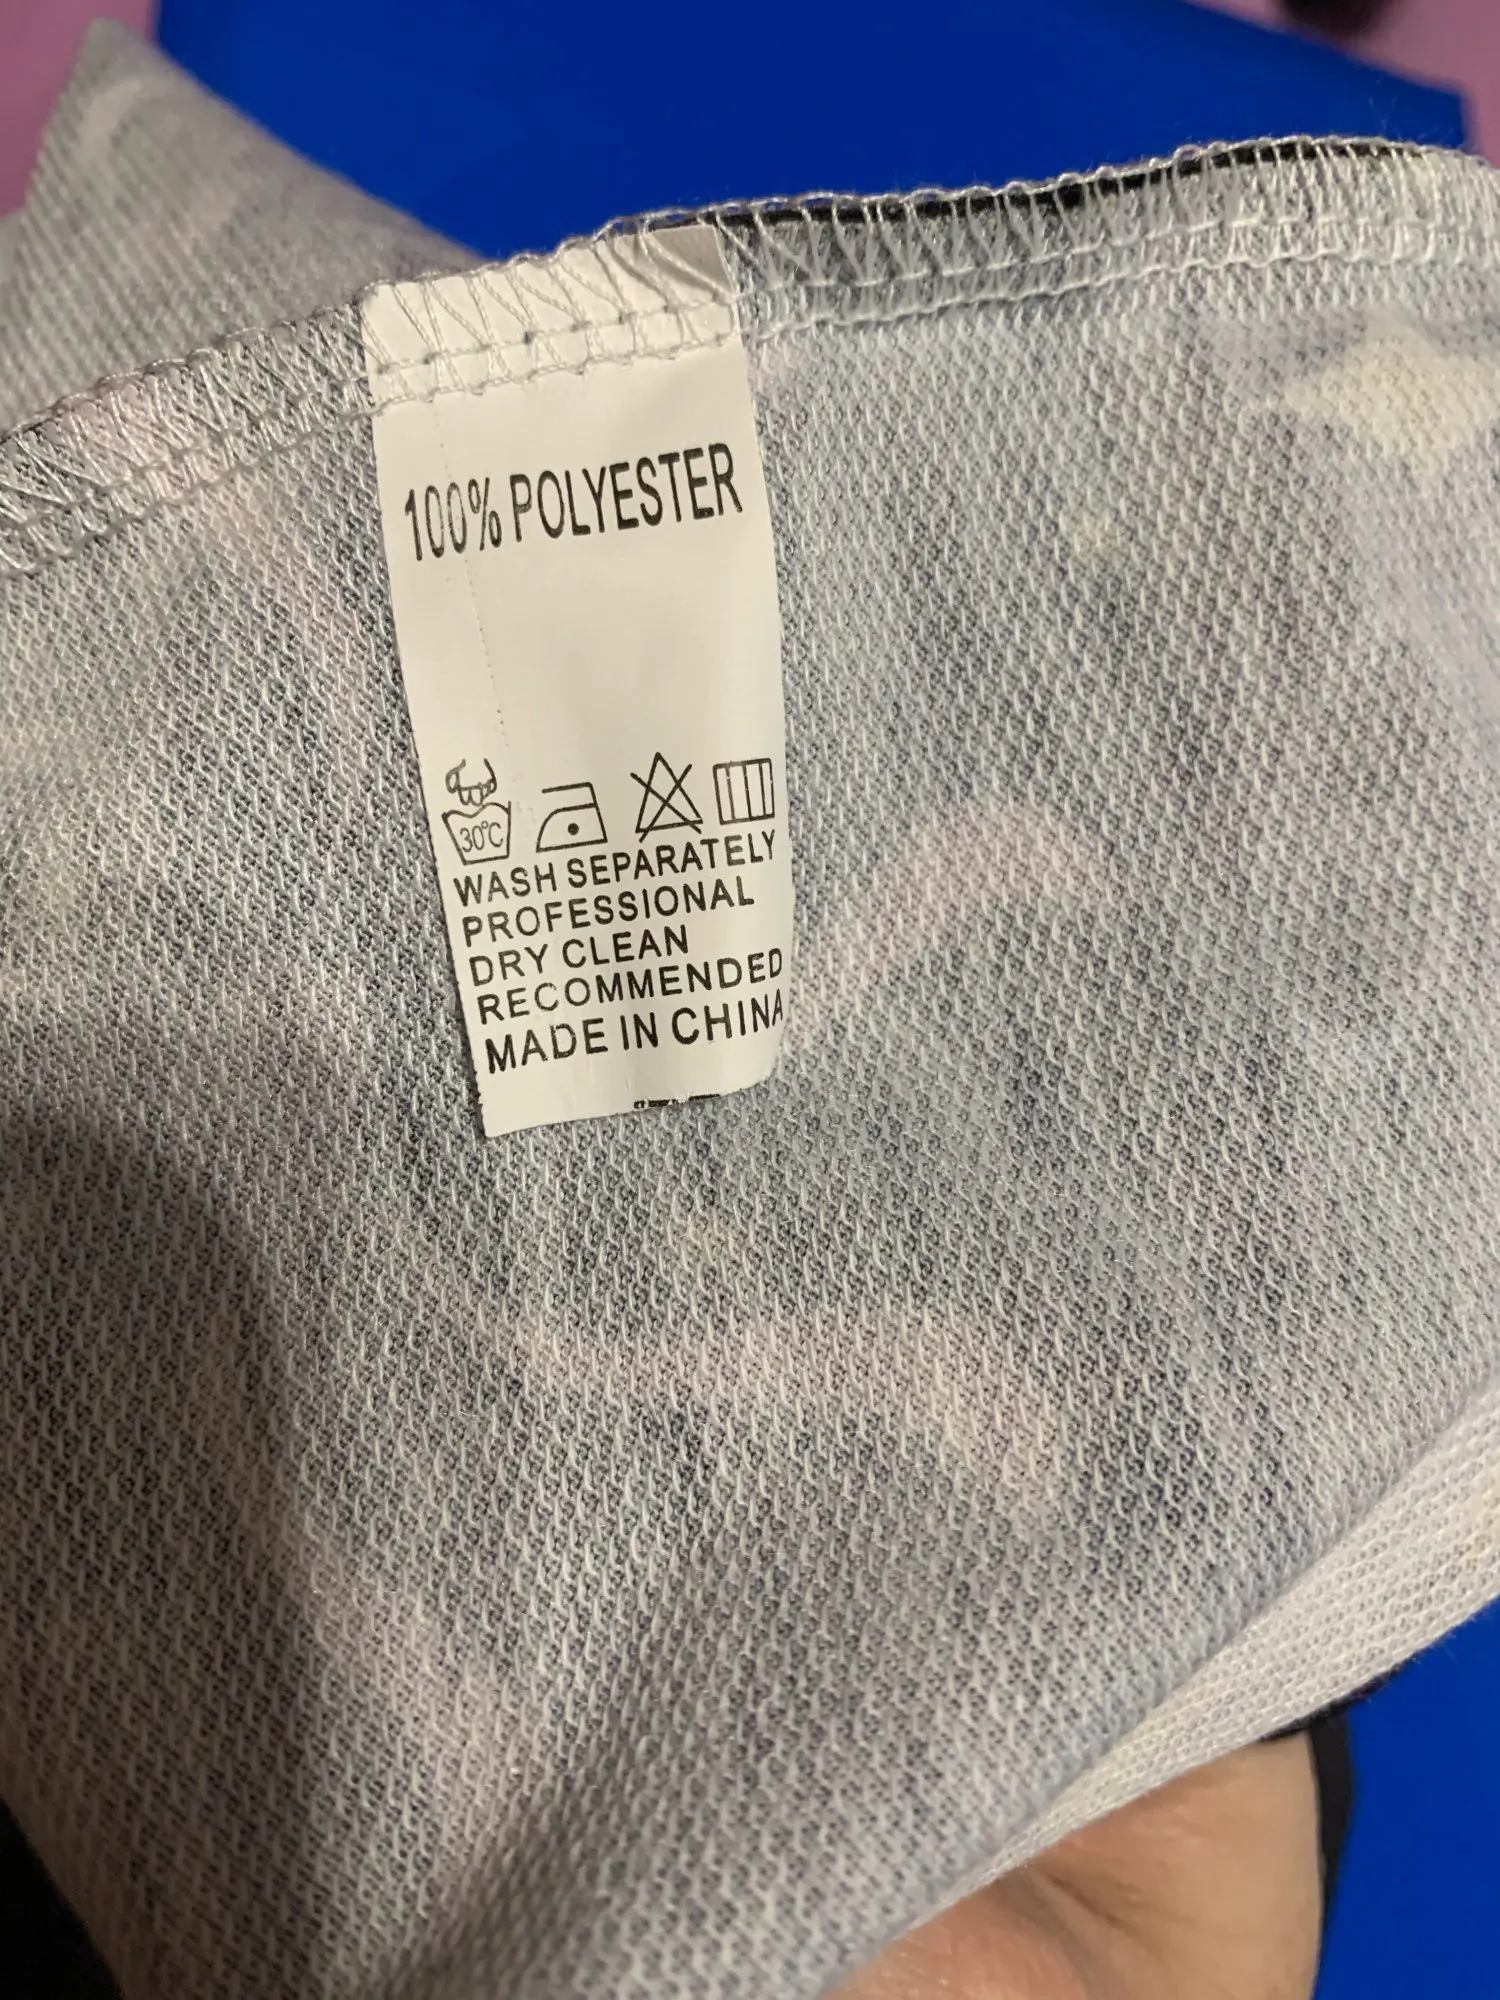 100% POLYESTER
30°C
WASH SEPARATELY
PROFESSIONAL
DRY CLEAN
RECOMMENDED
MADE IN CHINA